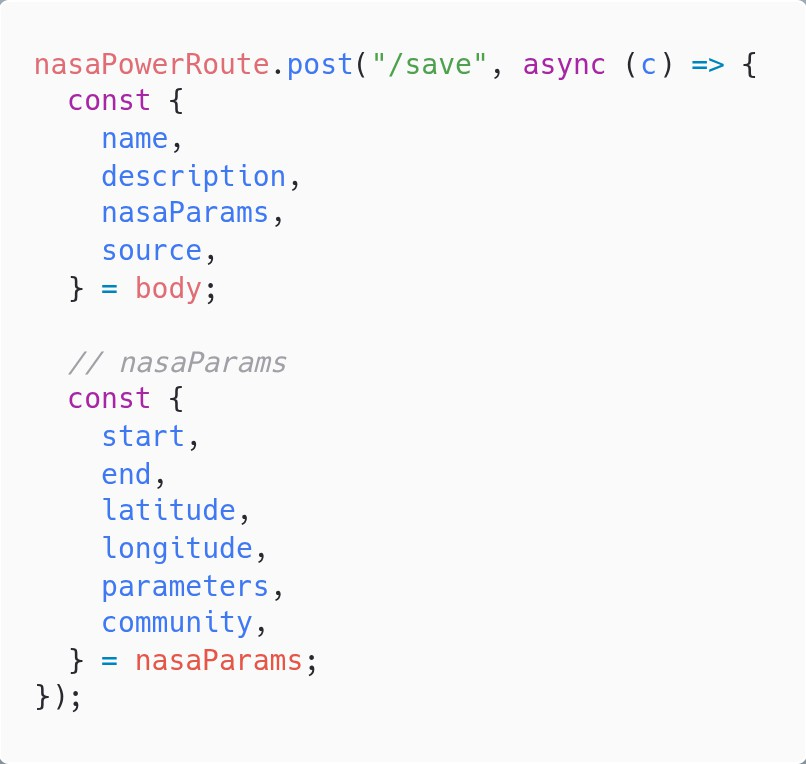 nasaPowerRoute.post("/save", async (c) => {
  const {
    name,
    description,
    nasaParams,
    source,
  } = body;

  // nasaParams
  const {
    start,
    end,
    latitude,
    longitude,
    parameters,
    community,
  } = nasaParams;
});